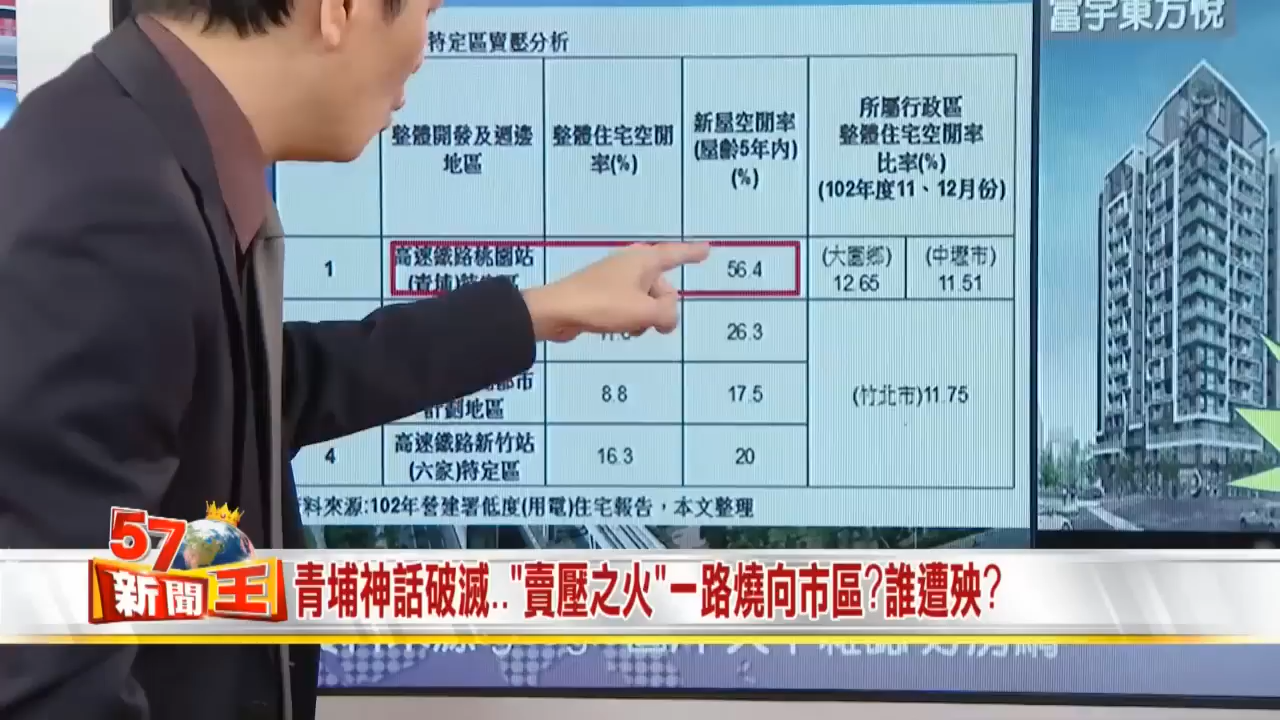 富宇東方悅
特定區賣壓分析
整體開發及週邊
地區
整體住宅空閒
率(%)
新屋空閒率
(屋齡5年內)
(%)
所屬行政區
整體住宅空閒率
比率(%)
(102年度11、12月份)
1
高速鐵路桃園站
56.4
(大園鄉)
12.65
(中壢市)
11.51
26.3
都市
計劃地區
8.8
17.5
(竹北市)11.75
4
高速鐵路新竹站
(六家)特定區
16.3
20
料來源:102年營建署低度(用電)住宅報告,本文整理
57
新聞王
青埔神話破滅.."賣壓之火"一路燒向市區?誰遭殃?